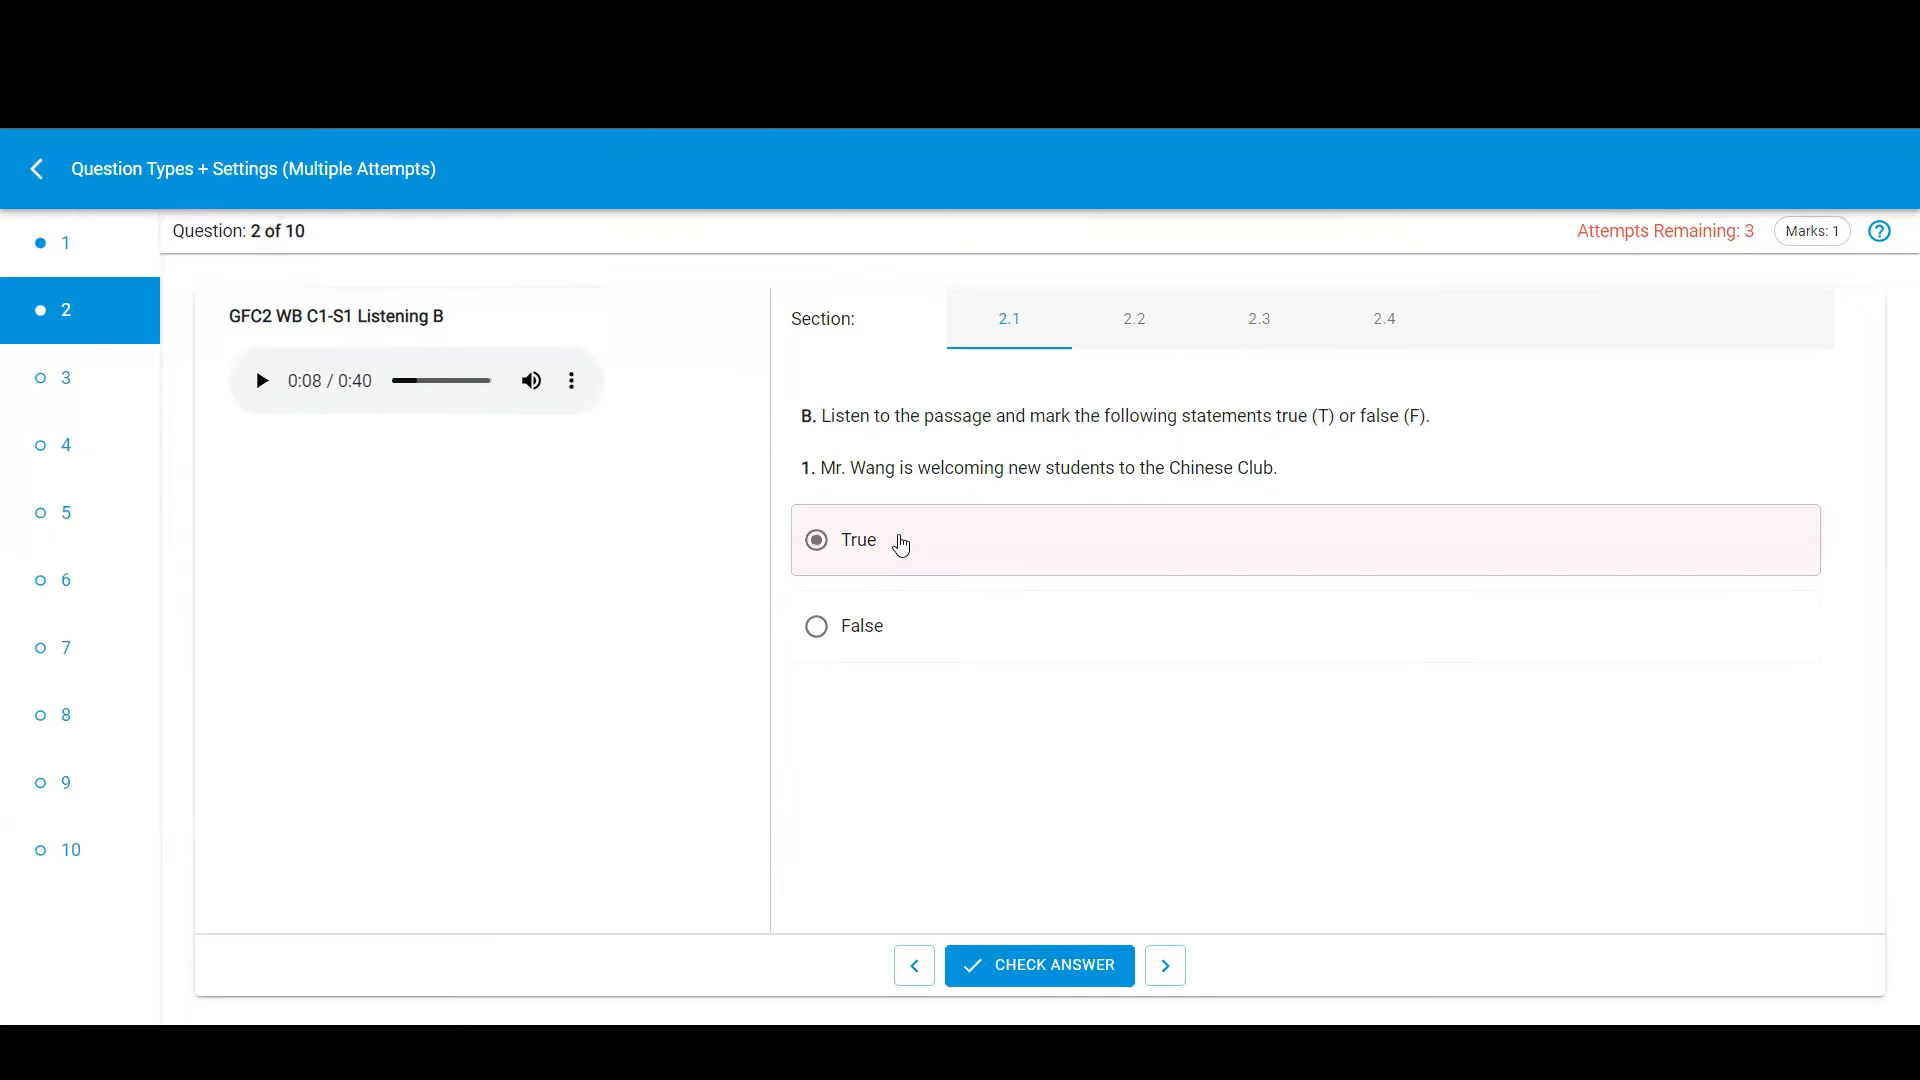 Question Types + Settings (Multiple Attempts)
Question: 2 of 10
Attempts Remaining: 3
Marks: 1
?
1
2
3
4
5
6
7
8
9
10
GFC2 WB C1-S1 Listening B
0:08 / 0:40
Section:
2.1
2.2
2.3
2.4
B. Listen to the passage and mark the following statements true (T) or false (F).
1. Mr. Wang is welcoming new students to the Chinese Club.
True
False
CHECK ANSWER